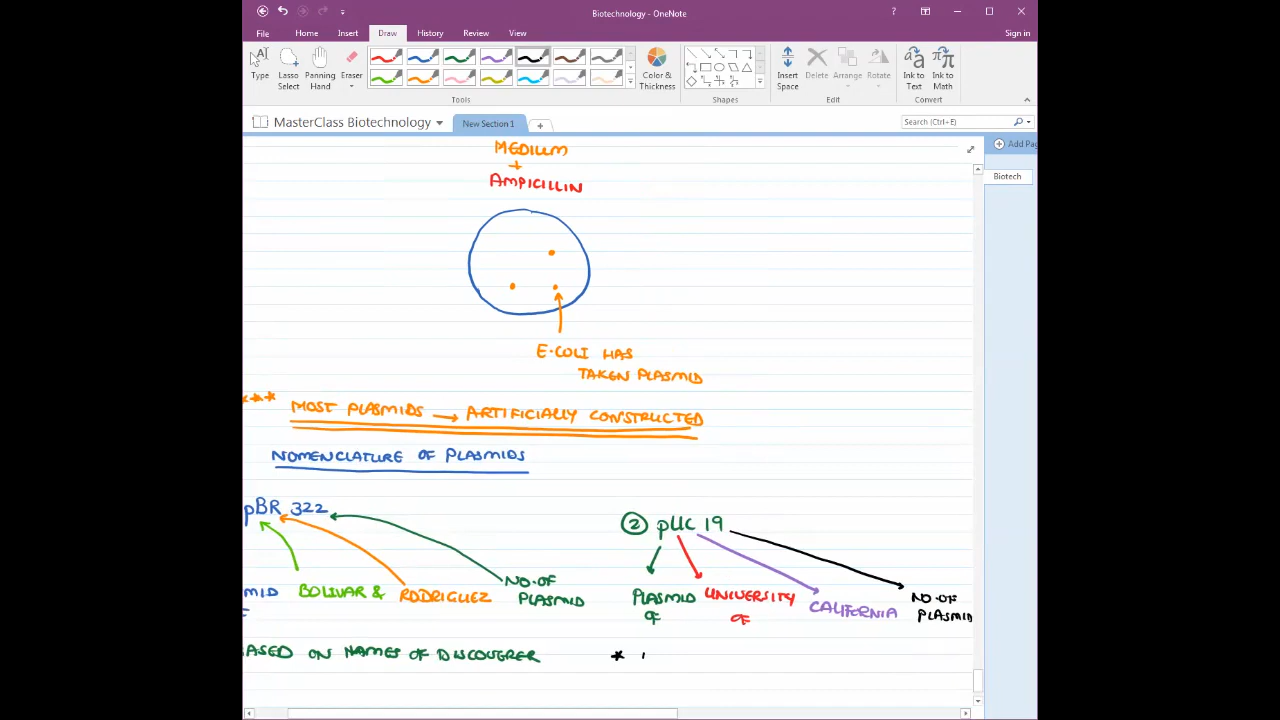 Biotechnology - OneNote
?
File Home Insert Draw History Review View Sign in
Type
Lasso Select
Panning Hand
Eraser
Color & Thickness
Insert Space
Delete
Arrange
Rotate
Ink to Text
Ink to Math
Tools Shapes Edit Convert
MasterClass Biotechnology New Section 1 Search (Ctrl+E)
Add Pag
Biotech
MEDIUM
+
AMPICILLIN
E.COLI HAS
TAKEN PLASMID
*** MOST PLASMIDS → ARTIFICIALLY CONSTRUCTED
NOMENCLATURE OF PLASMIDS
pBR 322
② pUC 19
MID BOLIVAR & RODRIGUEZ NO.OF PLASMID
PLASMID OF UNIVERSITY OF CALIFORNIA NO.OF PLASMID
ASED ON NAMES OF DISCOVERER
*